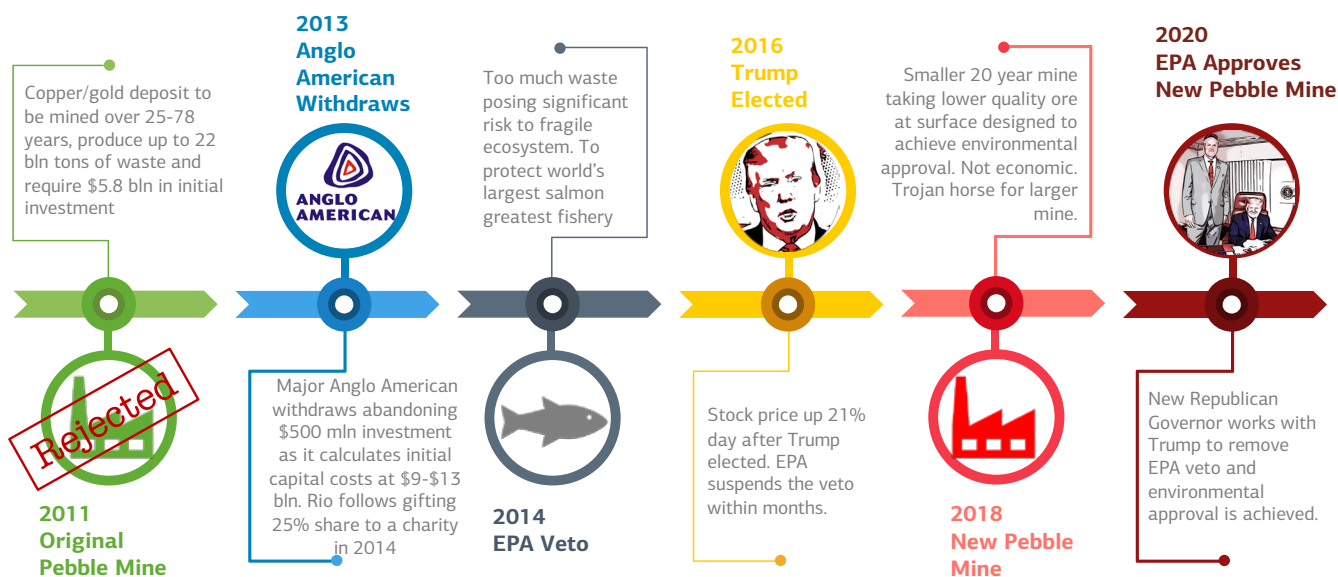 Copper/gold deposit to
be mined over 25-78
years, produce up to 22
bln tons of waste and
require $5.8 bln in initial
investment
Rejected
2011
Original
Pebble Mine
2013
Anglo
American
Withdraws
ANGLO
AMERICAN
Major Anglo American
withdraws abandoning
$500 mln investment
as it calculates initial
capital costs at $9-$13
bln. Rio follows gifting
25% share to a charity
in 2014
Too much waste
posing significant
risk to fragile
ecosystem. To
protect world's
largest salmon
greatest fishery
2014
EPA Veto
2016
Trump
Elected
Stock price up 21%
day after Trump
elected. EPA
suspends the veto
within months.
Smaller 20 year mine
taking lower quality ore
at surface designed to
achieve environmental
approval. Not economic.
Trojan horse for larger
mine.
2018
New Pebble
Mine
2020
EPA Approves
New Pebble Mine
New Republican
Governor works with
Trump to remove
EPA veto and
environmental
approval is achieved.